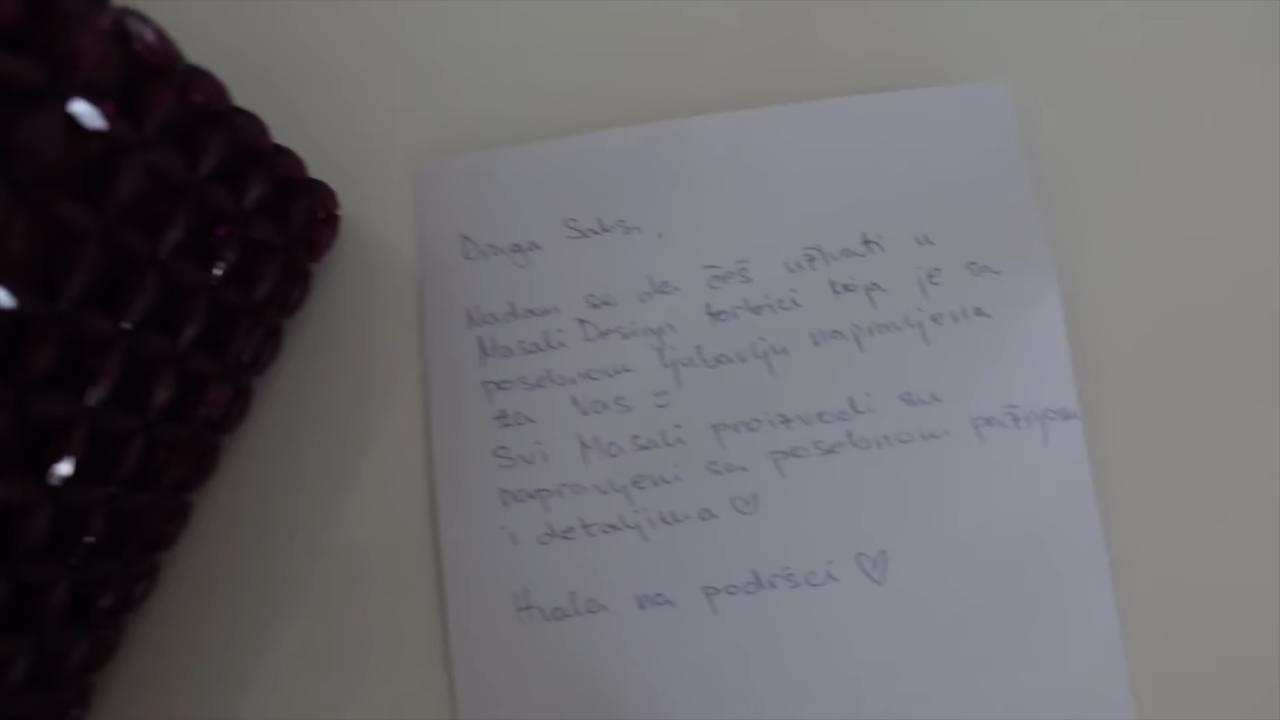 Draga
Nadam se da ćeš uživati u
Masali Design torbici koja je sa
posebnom ljubavlju napravljena
za Vas :)
Svi Masali proizvodi su
napravljeni sa posebnom pažnjom
i detaljima ♡
Hvala na podršci ♡